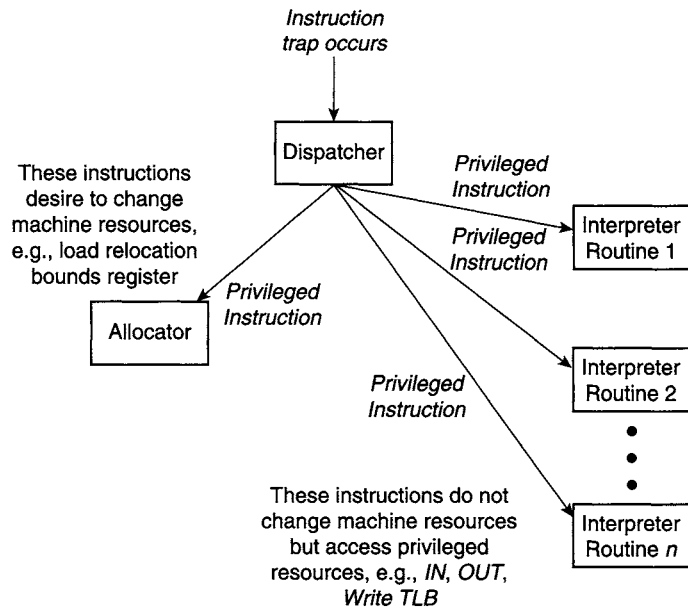 Instruction
trap occurs
Dispatcher
These instructions
desire to change
machine resources,
e.g., load relocation
bounds register
Privileged
Instruction
Allocator
Privileged
Instruction
Interpreter
Routine 1
Privileged
Instruction
Interpreter
Routine 2
Privileged
Instruction
Interpreter
Routine n
These instructions do not
change machine resources
but access privileged
resources, e.g., IN, OUT,
Write TLB